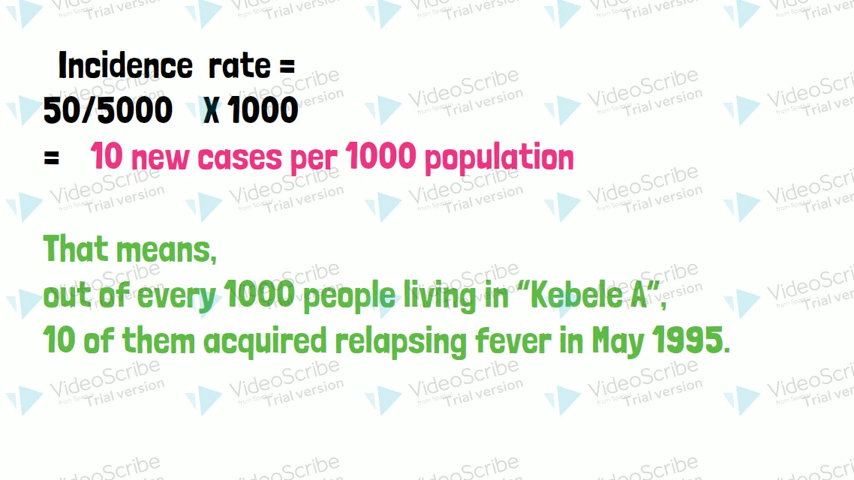 Incidence rate =
50/5000 X 1000
= 10 new cases per 1000 population
That means,
out of every 1000 people living in “Kebele A”,
10 of them acquired relapsing fever in May 1995.
VideoScribe
Trial version